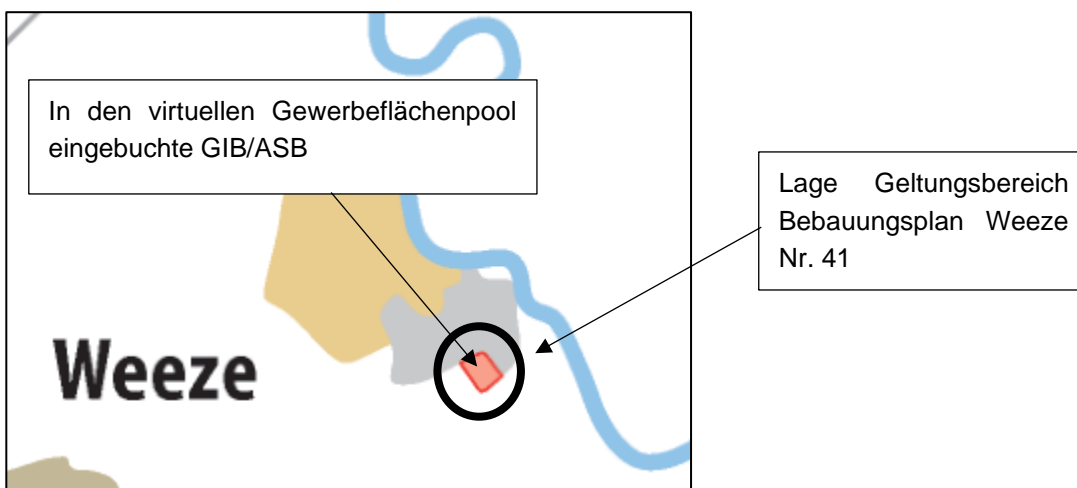 In den virtuellen Gewerbeflächenpool
eingebuchte GIB/ASB
Lage Geltungsbereich
Bebauungsplan Weeze
Nr. 41
Weeze